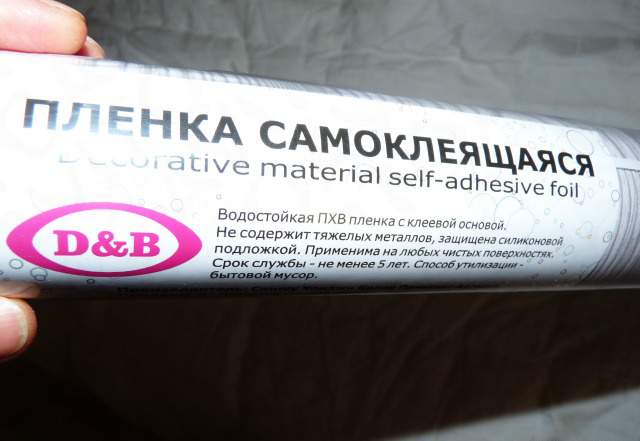 ПЛЕНКА САМОКЛЕЯЩАЯСЯ
Decorative material self-adhesive foil
D&B
Водостойкая ПХВ пленка с клеевой основой.
Не содержит тяжелых металлов, защищена силиконовой
подложкой. Применима на любых чистых поверхностях.
Срок службы - не менее 5 лет. Способ утилизации -
бытовой мусор.